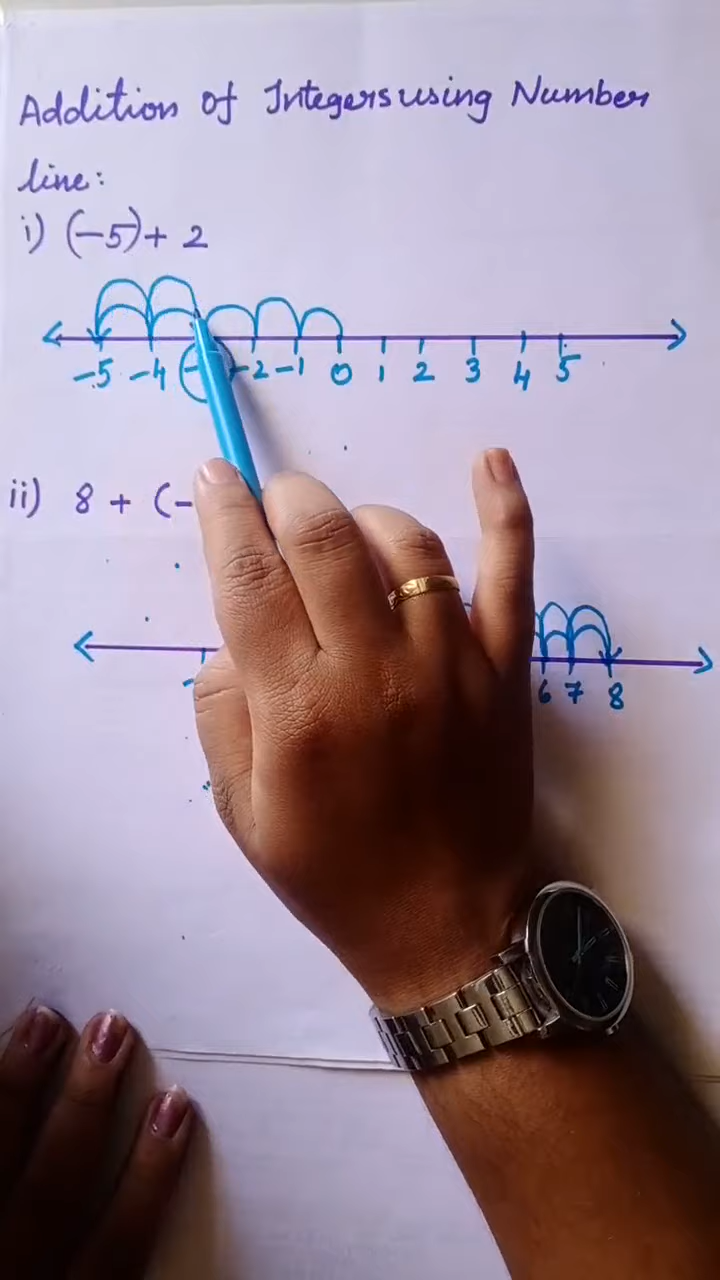 Addition of Integers using Number
line:
i) (-5) + 2
-5 -4 -2 -1 0 1 2 3 4 5
ii) 8 + (-
6 7 8